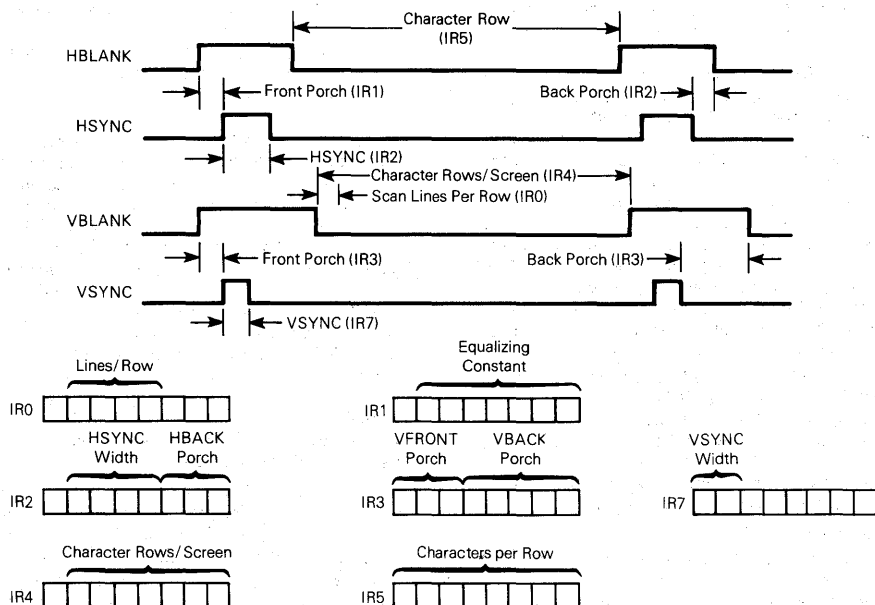 Character Row
(IR5)
HBLANK
Front Porch (IR1)
Back Porch (IR2)
HSYNC
HSYNC (IR2)
Character Rows/Screen (IR4)
Scan Lines Per Row (IR0)
VBLANK
Front Porch (IR3)
Back Porch (IR3)
VSYNC
VSYNC (IR7)
Lines/Row
IR0
Equalizing
Constant
IR1
HSYNC
Width
HBACK
Porch
IR2
VFRONT
Porch
VBACK
Porch
IR3
VSYNC
Width
IR7
Character Rows/Screen
IR4
Characters per Row
IR5